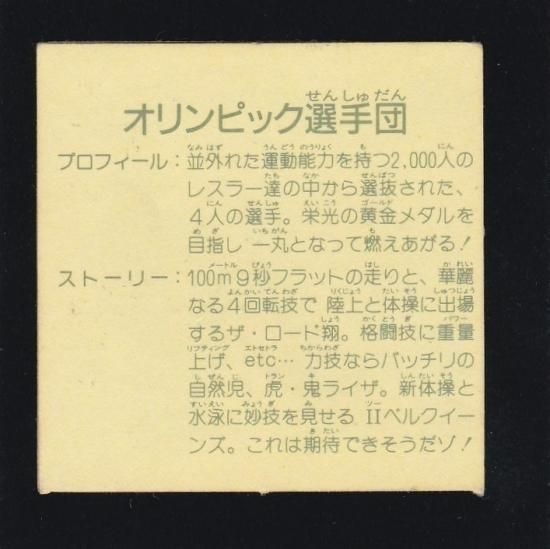 オリンピック選手団
プロフィール：並外れた運動能力を持つ2,000人の
レスラー達の中から選抜された、
4人の選手。栄光の黄金メダルを
目指し一丸となって燃えあがる！
ストーリー：100m9秒フラットの走りと、華麗
なる4回転技で陸上と体操に出場
するザ・ロード翔。格闘技に重量
上げ、etc…力技ならバッチリの
自然児、虎・鬼ライザ。新体操と
水泳に妙技を見せるⅡベルクイー
ンズ。これは期待できそうだゾ！